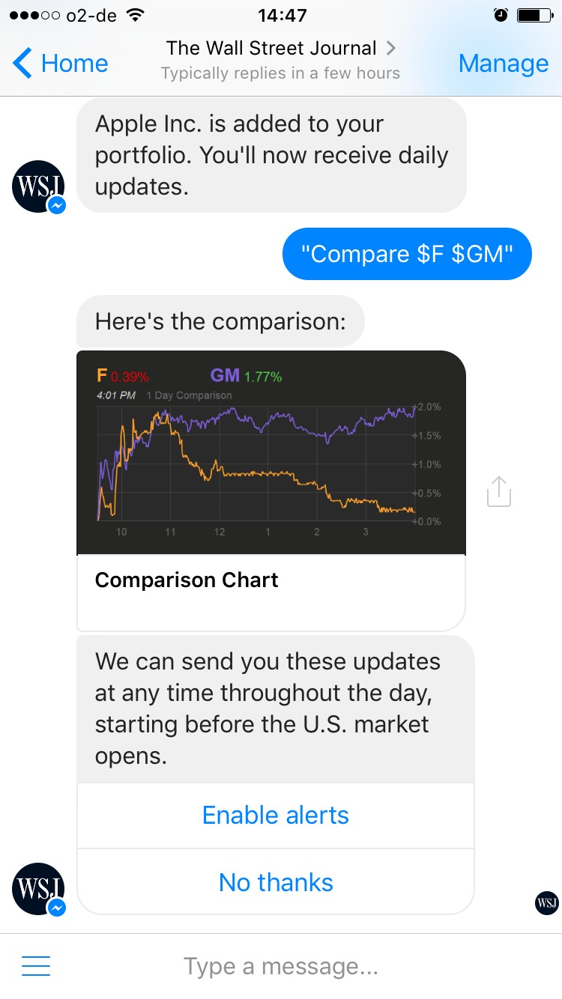 o2-de 14:47
Home The Wall Street Journal Manage
Typically replies in a few hours
Apple Inc. is added to your
portfolio. You'll now receive daily
updates.
WSJ
"Compare $F $GM"
Here's the comparison:
F 0.39% GM 1.77%
4:01 PM 1 Day Comparison
+2.0%
+1.5%
+1.0%
+0.5%
+0.0%
10 11 12 1 2 3
Comparison Chart
We can send you these updates
at any time throughout the day,
starting before the U.S. market
opens.
Enable alerts
No thanks
WSJ
WSJ
Type a message...